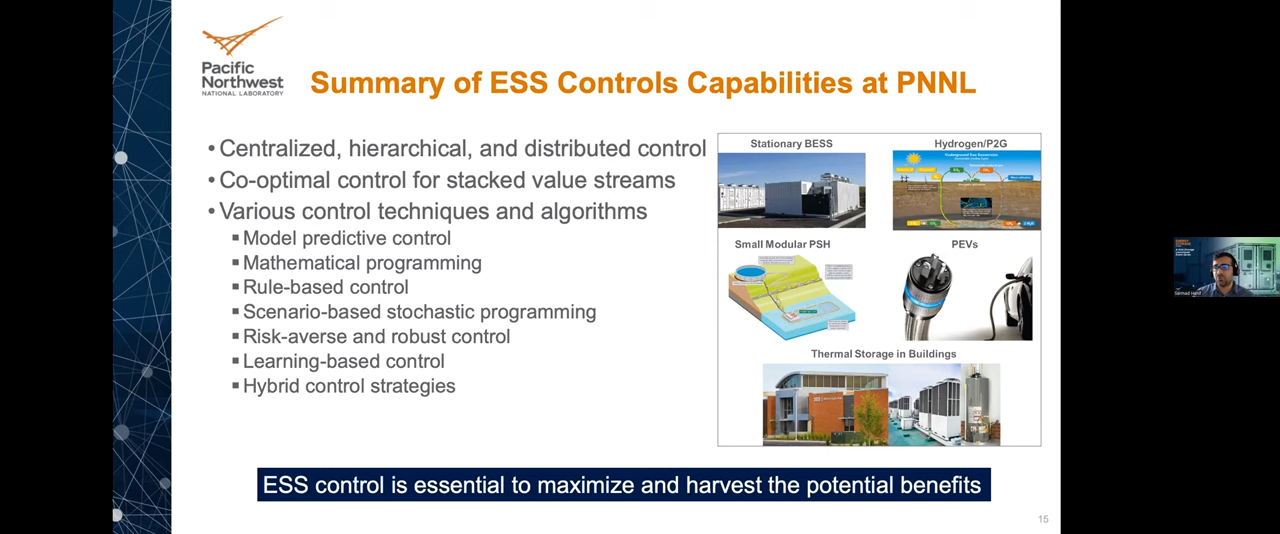 Pacific
Northwest
NATIONAL LABORATORY
Summary of ESS Controls Capabilities at PNNL
• Centralized, hierarchical, and distributed control
• Co-optimal control for stacked value streams
• Various control techniques and algorithms
▪ Model predictive control
▪ Mathematical programming
▪ Rule-based control
▪ Scenario-based stochastic programming
▪ Risk-averse and robust control
▪ Learning-based control
▪ Hybrid control strategies
Stationary BESS
Hydrogen/P2G
Small Modular PSH
PEVs
Thermal Storage in Buildings
ESS control is essential to maximize and harvest the potential benefits
15